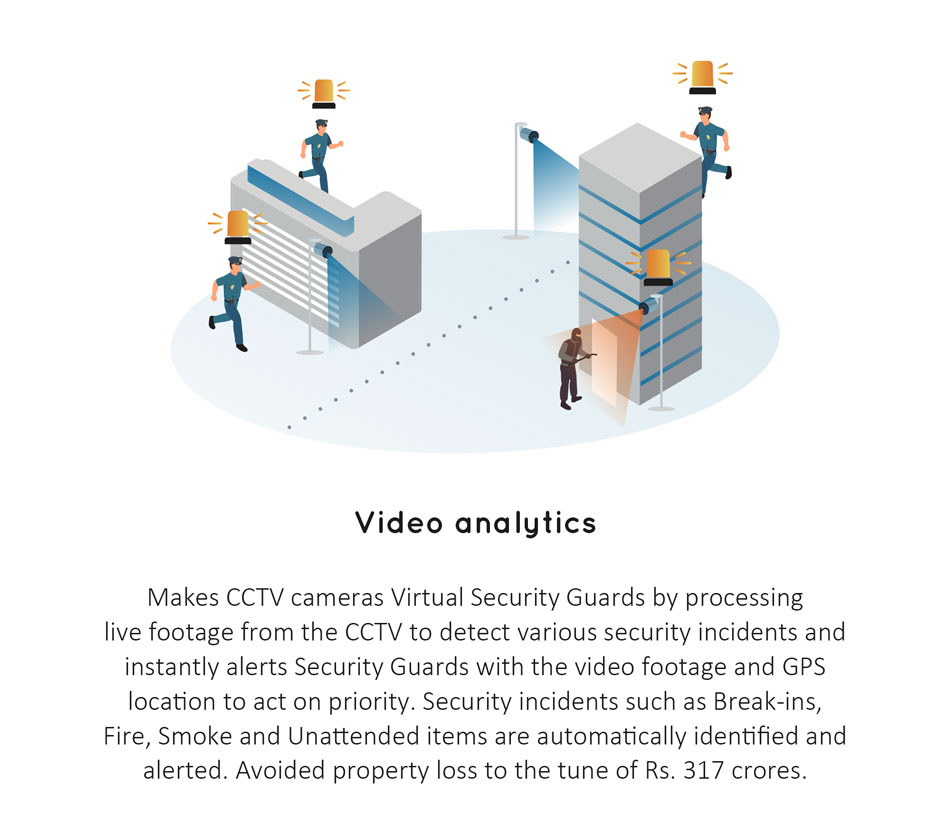 Video analytics
Makes CCTV cameras Virtual Security Guards by processing
live footage from the CCTV to detect various security incidents and
instantly alerts Security Guards with the video footage and GPS
location to act on priority. Security incidents such as Break-ins,
Fire, Smoke and Unattended items are automatically identified and
alerted. Avoided property loss to the tune of Rs. 317 crores.